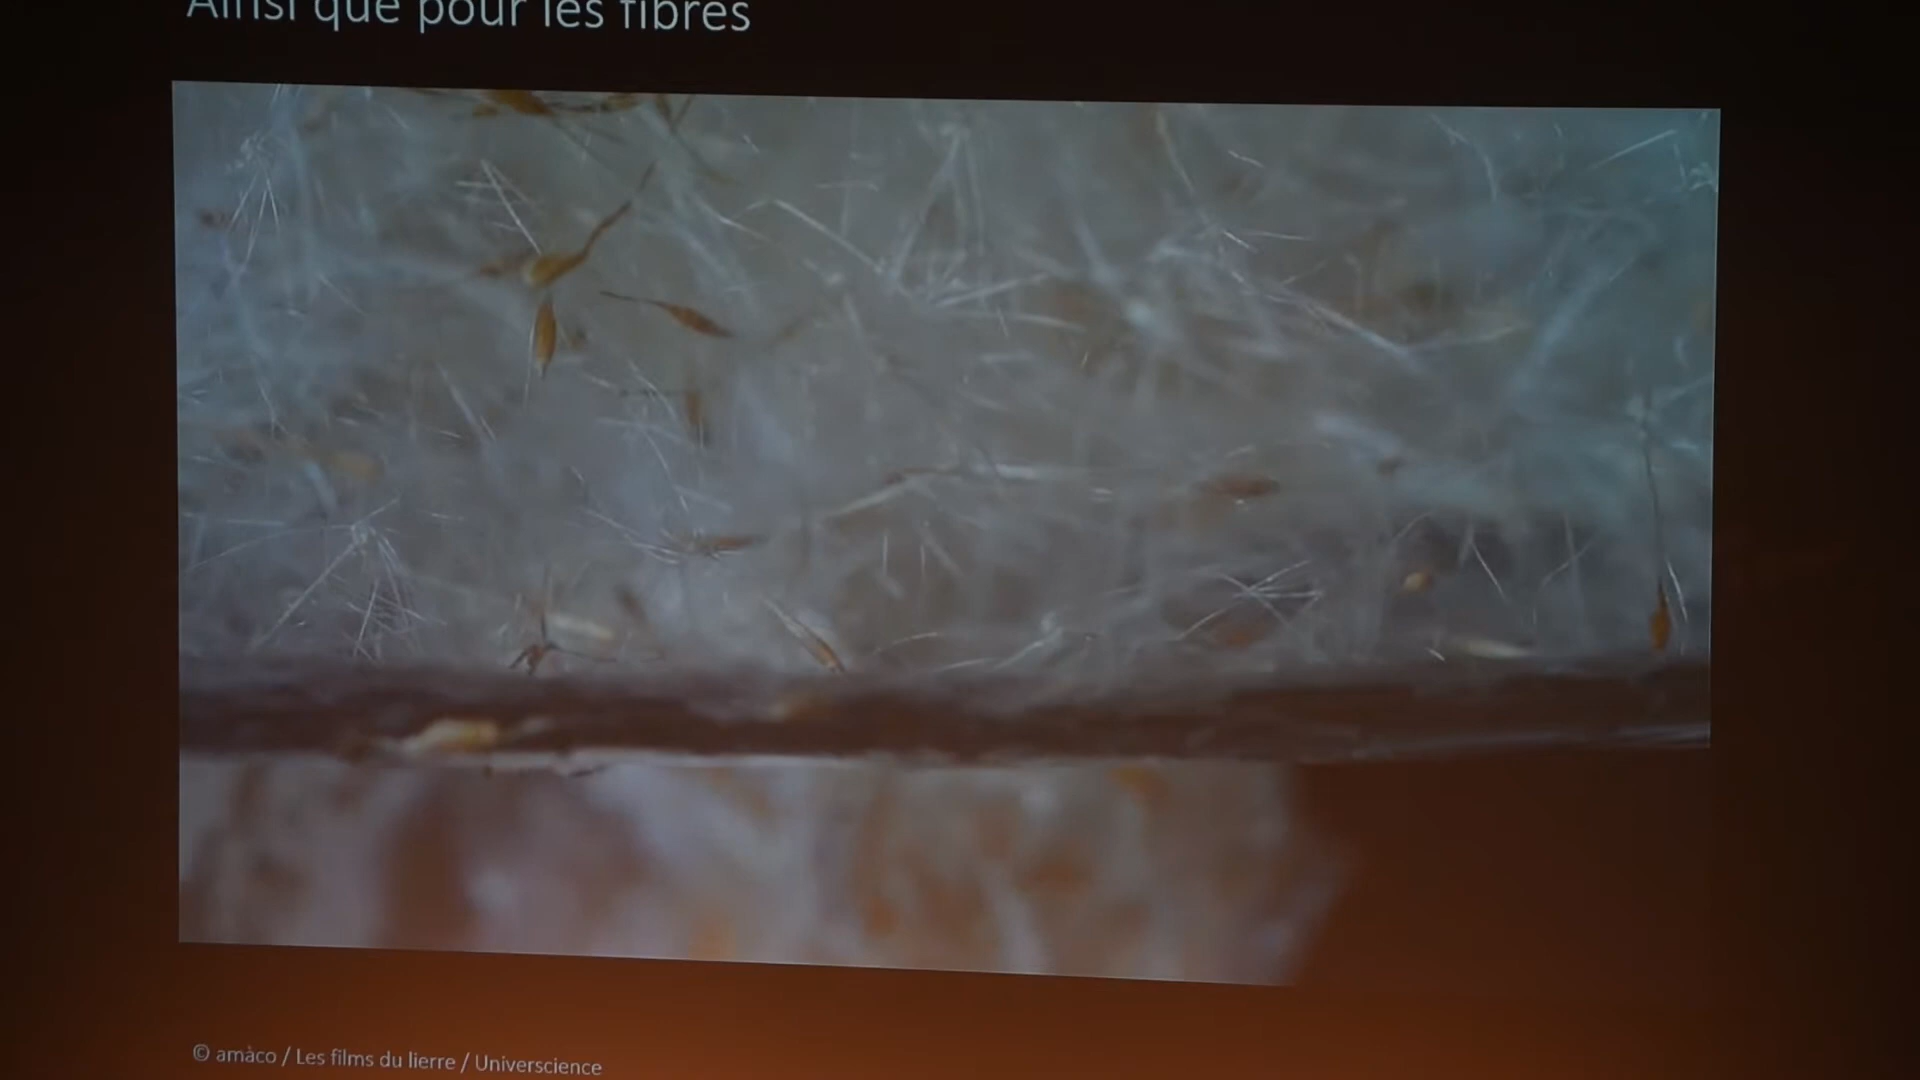 Ainsi que pour les fibres
© amàco / Les films du lierre / Universcience